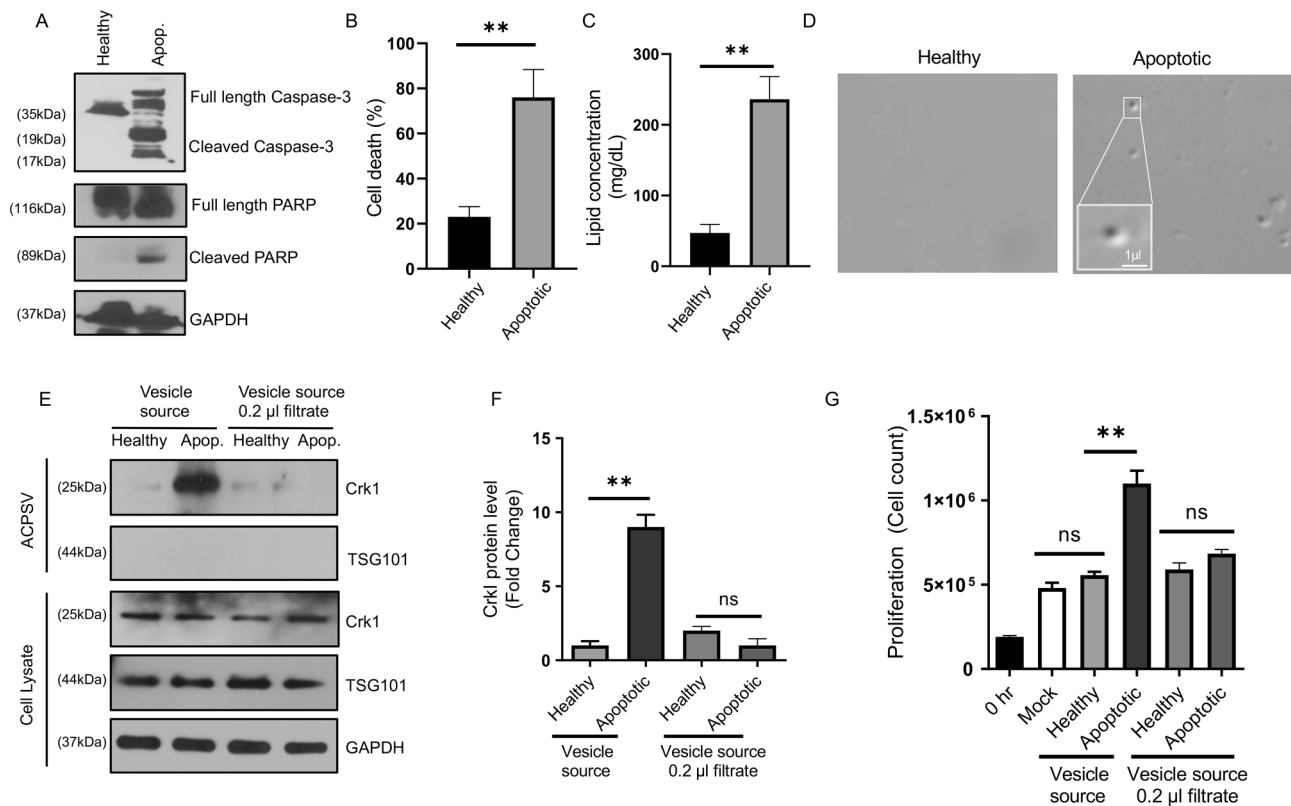 A
Healthy
Apop.
(35kDa)
Full length Caspase-3
(19kDa)
Cleaved Caspase-3
(17kDa)
(116kDa)
Full length PARP
(89kDa)
Cleaved PARP
(37kDa)
GAPDH
B
**
100
80
60
40
20
0
Cell death (%)
Healthy
Apoptotic
C
**
300
200
100
0
Lipid concentration
(mg/dL)
Healthy
Apoptotic
D
Healthy
Apoptotic
1µl
E
Vesicle
source
Vesicle source
0.2 µl filtrate
Healthy
Apop.
Healthy
Apop.
ACPSV
(25kDa)
Crk1
(44kDa)
TSG101
Cell Lysate
(25kDa)
Crk1
(44kDa)
TSG101
(37kDa)
GAPDH
F
15
10
5
0
CrkI protein level
(Fold Change)
**
ns
Healthy
Apoptotic
Healthy
Apoptotic
Vesicle
source
Vesicle source
0.2 µl filtrate
G
1.5×10⁶
1×10⁶
5×10⁵
0
Proliferation (Cell count)
**
ns
ns
0 hr
Mock
Healthy
Apoptotic
Healthy
Apoptotic
Vesicle
source
Vesicle source
0.2 µl filtrate